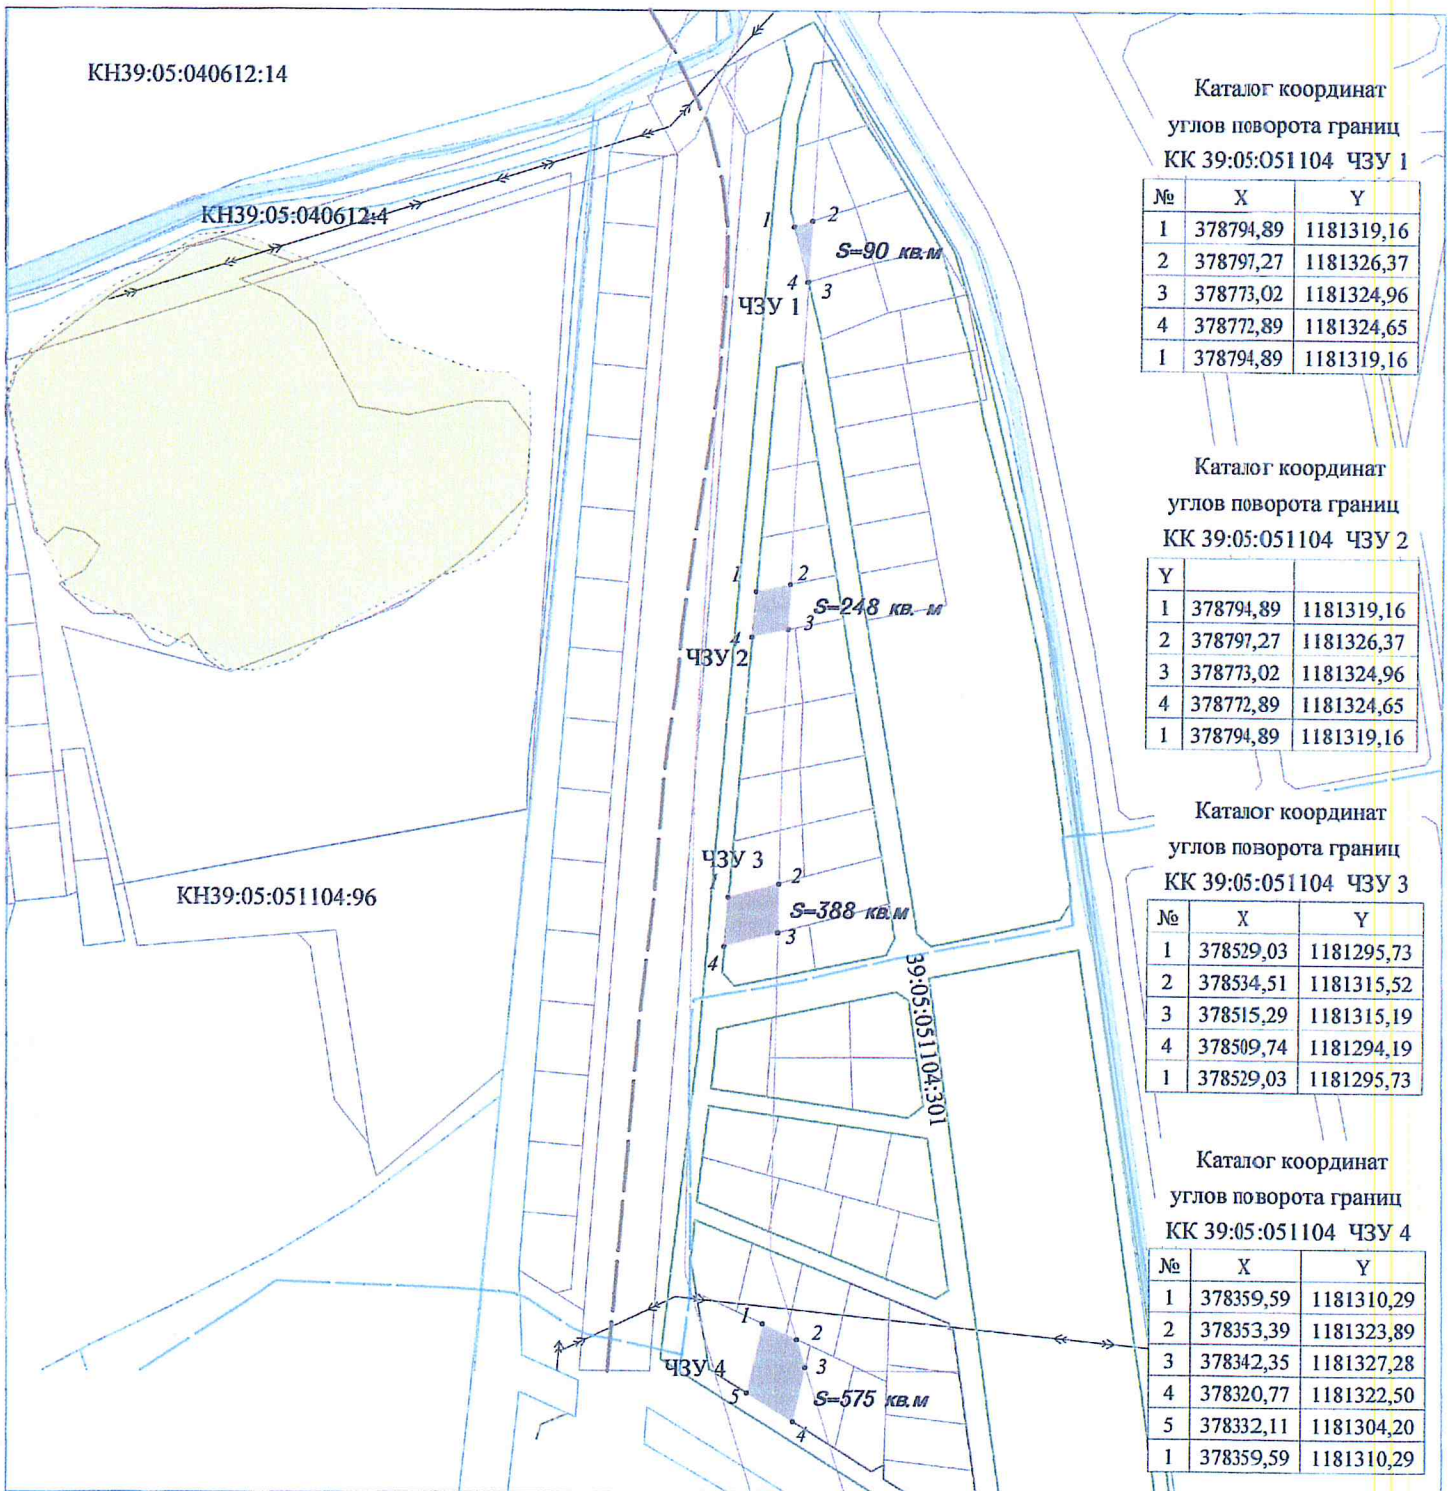 КН39:05:040612:14
КН39:05:040612:4
КН39:05:051104:96
1
2
S=90 кв.м
4
3
ЧЗУ 1
1
2
S=248 кв. м
3
4
ЧЗУ 2
ЧЗУ 3
1
2
S=388 кв.м
3
4
39:05:051104:301
1
2
3
ЧЗУ 4
5
S=575 кв.м
4
Каталог координат
углов поворота границ
КК 39:05:051104 ЧЗУ 1
№ X Y
1 378794,89 1181319,16
2 378797,27 1181326,37
3 378773,02 1181324,96
4 378772,89 1181324,65
1 378794,89 1181319,16
Каталог координат
углов поворота границ
КК 39:05:051104 ЧЗУ 2
Y
1 378794,89 1181319,16
2 378797,27 1181326,37
3 378773,02 1181324,96
4 378772,89 1181324,65
1 378794,89 1181319,16
Каталог координат
углов поворота границ
КК 39:05:051104 ЧЗУ 3
№ X Y
1 378529,03 1181295,73
2 378534,51 1181315,52
3 378515,29 1181315,19
4 378509,74 1181294,19
1 378529,03 1181295,73
Каталог координат
углов поворота границ
КК 39:05:051104 ЧЗУ 4
№ X Y
1 378359,59 1181310,29
2 378353,39 1181323,89
3 378342,35 1181327,28
4 378320,77 1181322,50
5 378332,11 1181304,20
1 378359,59 1181310,29